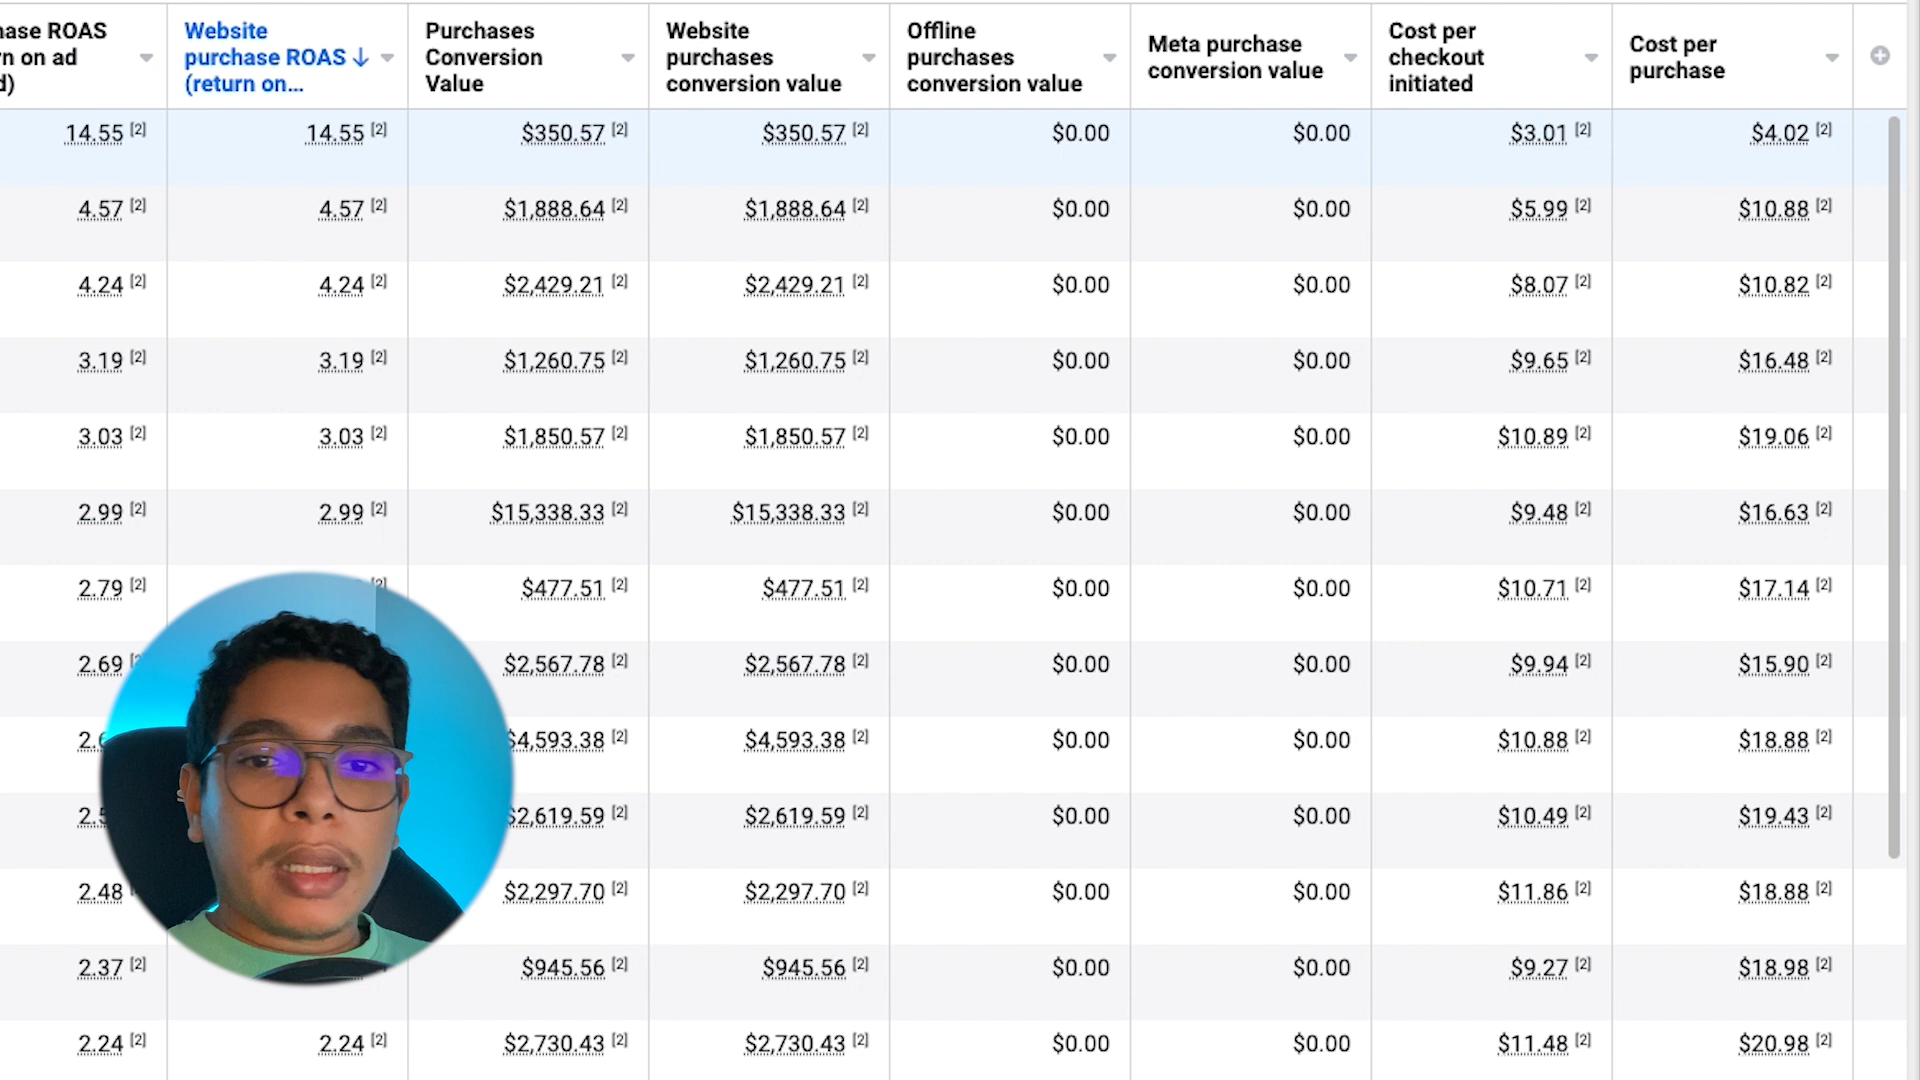 ase ROAS
n on ad
d)
Website
purchase ROAS ↓
(return on...
Purchases
Conversion
Value
Website
purchases
conversion value
Offline
purchases
conversion value
Meta purchase
conversion value
Cost per
checkout
initiated
Cost per
purchase
14.55 [2] 14.55 [2] $350.57 [2] $350.57 [2] $0.00 $0.00 $3.01 [2] $4.02 [2]
4.57 [2] 4.57 [2] $1,888.64 [2] $1,888.64 [2] $0.00 $0.00 $5.99 [2] $10.88 [2]
4.24 [2] 4.24 [2] $2,429.21 [2] $2,429.21 [2] $0.00 $0.00 $8.07 [2] $10.82 [2]
3.19 [2] 3.19 [2] $1,260.75 [2] $1,260.75 [2] $0.00 $0.00 $9.65 [2] $16.48 [2]
3.03 [2] 3.03 [2] $1,850.57 [2] $1,850.57 [2] $0.00 $0.00 $10.89 [2] $19.06 [2]
2.99 [2] 2.99 [2] $15,338.33 [2] $15,338.33 [2] $0.00 $0.00 $9.48 [2] $16.63 [2]
2.79 [2] $477.51 [2] $477.51 [2] $0.00 $0.00 $10.71 [2] $17.14 [2]
2.69 $2,567.78 [2] $2,567.78 [2] $0.00 $0.00 $9.94 [2] $15.90 [2]
$4,593.38 [2] $4,593.38 [2] $0.00 $0.00 $10.88 [2] $18.88 [2]
$2,619.59 [2] $2,619.59 [2] $0.00 $0.00 $10.49 [2] $19.43 [2]
2.48 $2,297.70 [2] $2,297.70 [2] $0.00 $0.00 $11.86 [2] $18.88 [2]
2.37 [2] $945.56 [2] $945.56 [2] $0.00 $0.00 $9.27 [2] $18.98 [2]
2.24 [2] 2.24 [2] $2,730.43 [2] $2,730.43 [2] $0.00 $0.00 $11.48 [2] $20.98 [2]